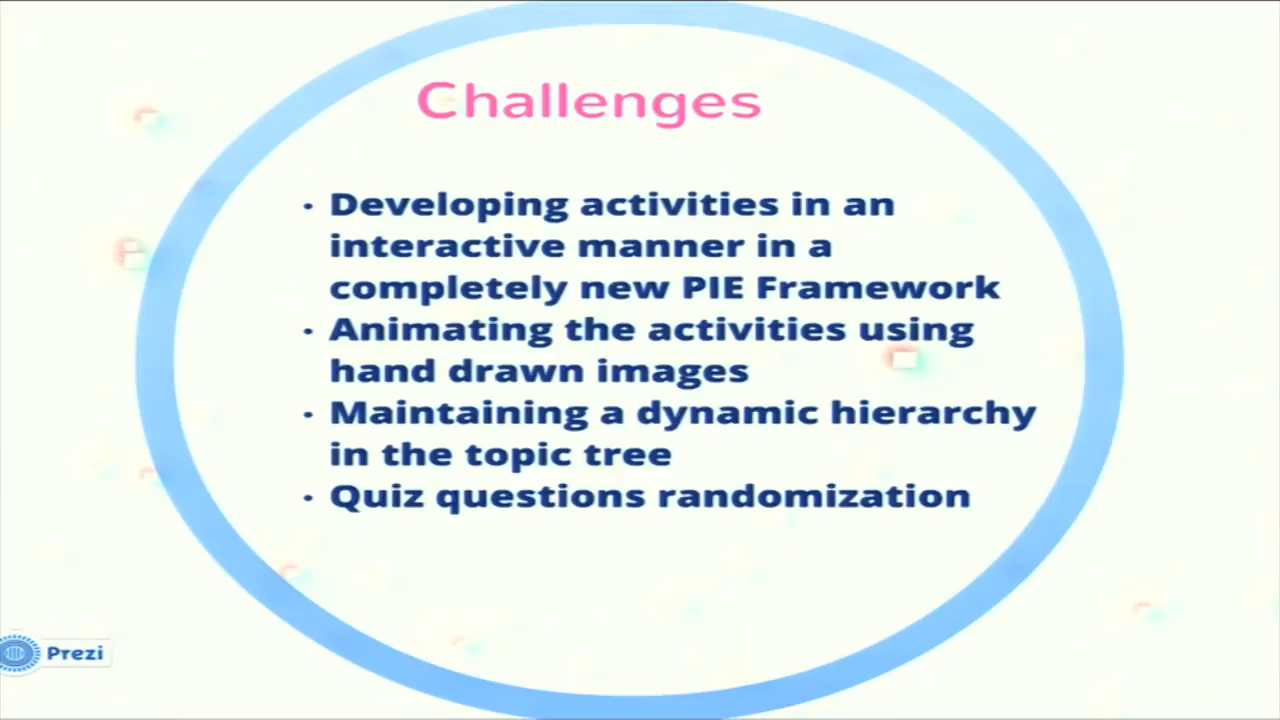 Challenges
· Developing activities in an
interactive manner in a
completely new PIE Framework
· Animating the activities using
hand drawn images
· Maintaining a dynamic hierarchy
in the topic tree
· Quiz questions randomization
Prezi